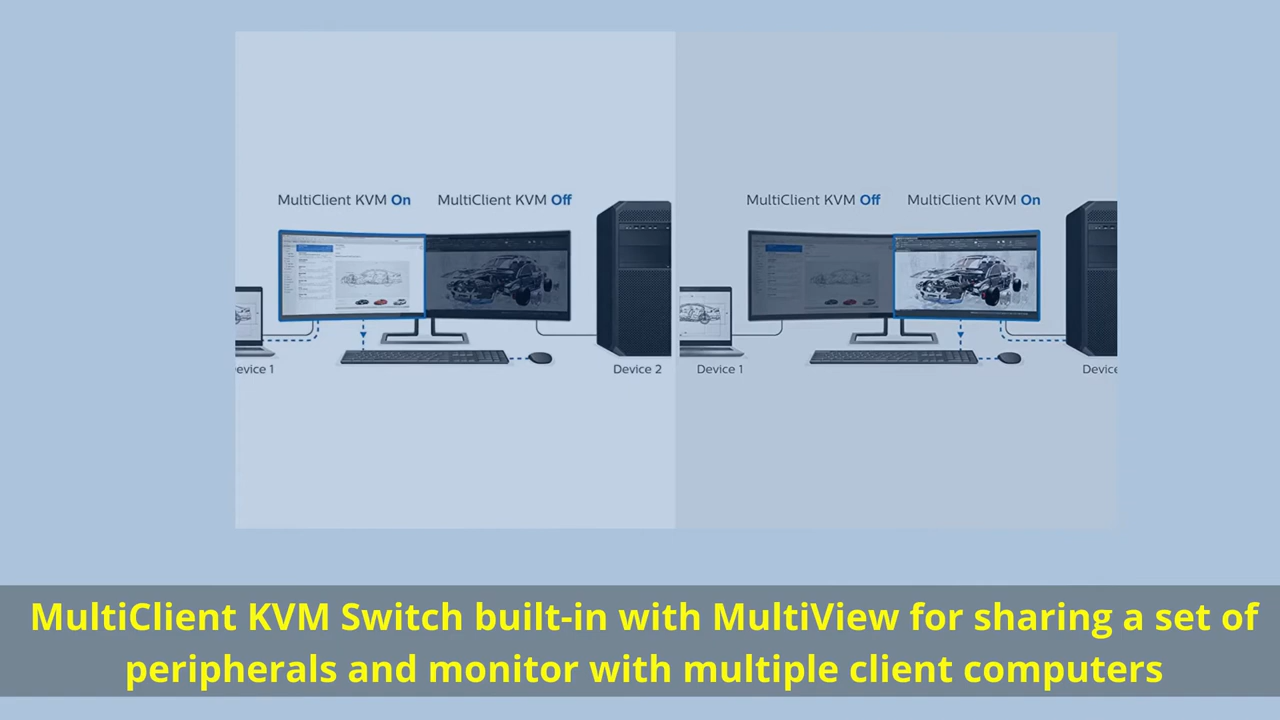 MultiClient KVM On MultiClient KVM Off
evice 1 Device 2
MultiClient KVM Off MultiClient KVM On
Device 1 Device
MultiClient KVM Switch built-in with MultiView for sharing a set of
peripherals and monitor with multiple client computers